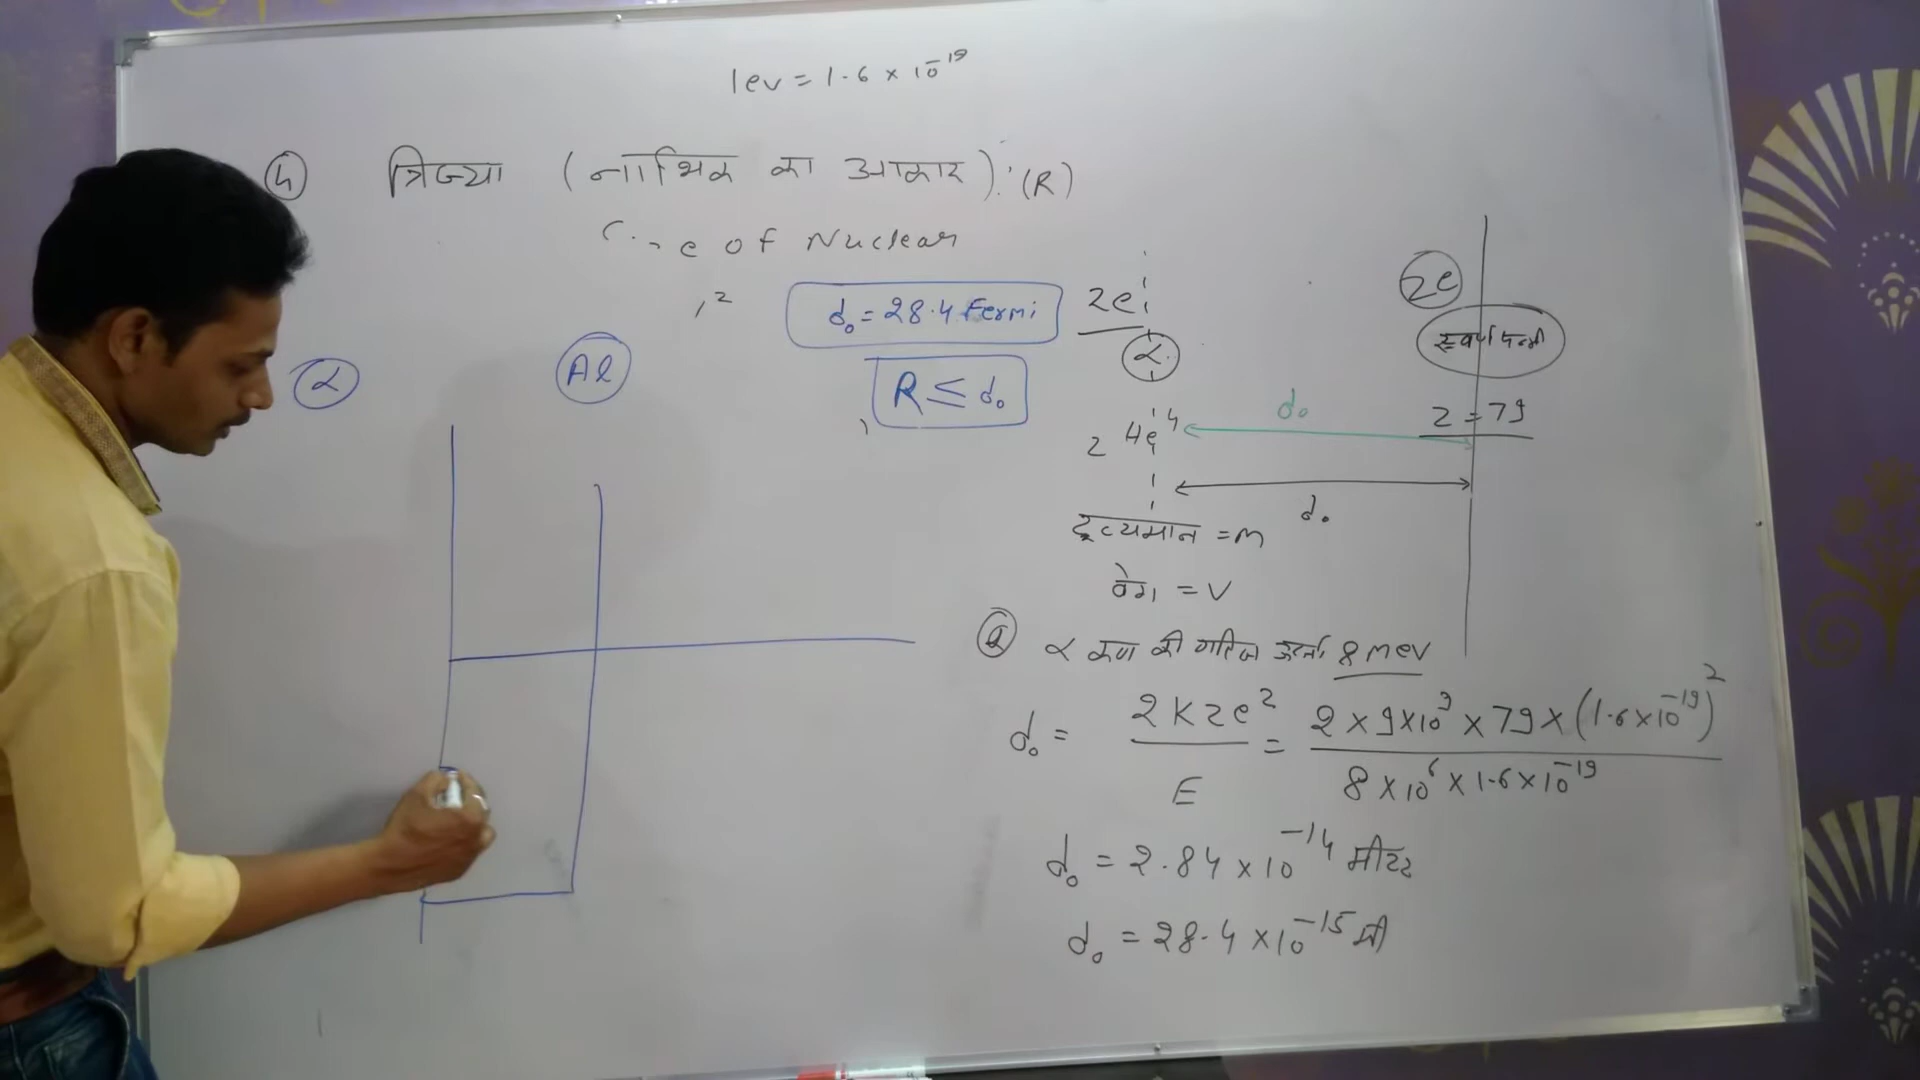 1ev = 1.6 × 10⁻¹⁹
त्रिज्या (नाभिक का आकार) : (R)
of Nuclear
d₀ = 28.4 Fermi
R ≤ d₀
α
Al
2e
α
₂He⁴
द्रव्यमान = m
वेग = v
d₀
d₀
Ze
स्वर्ण पन्नी
Z = 79
Q α कण की गतिज ऊर्जा 8 mev
d₀ = 2KZe² / E = 2 × 9 × 10⁹ × 79 × (1.6 × 10⁻¹⁹)² / 8 × 10⁶ × 1.6 × 10⁻¹⁹
d₀ = 2.84 × 10⁻¹⁴ मीटर
d₀ = 28.4 × 10⁻¹⁵ मी